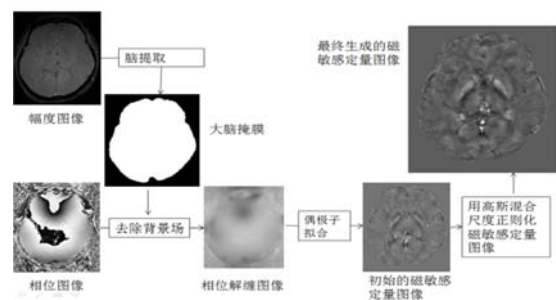 脑提取
幅度图像
大脑掩膜
去除背景场
相位图像
相位解缠图像
偶极子
拟合
初始的磁敏感
定量图像
用高斯混合
尺度正则化
磁敏感定量
图像
最终生成的磁
敏感定量图像